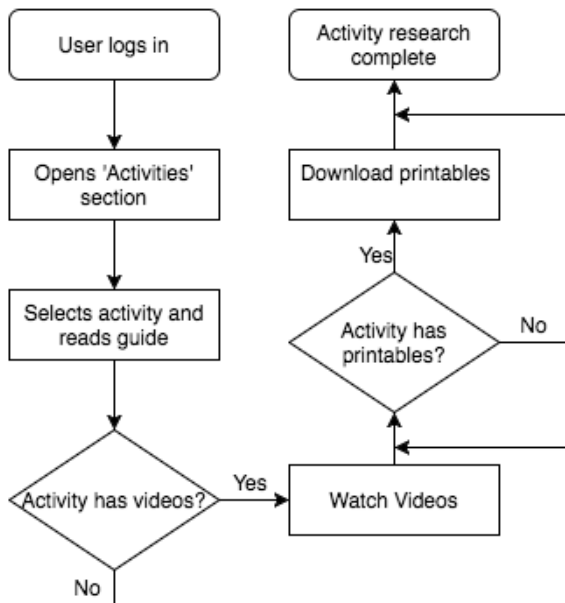 User logs in
Opens 'Activities'
section
Selects activity and
reads guide
Activity has videos?
No
Yes
Watch Videos
Activity has
printables?
No
Yes
Download printables
Activity research
complete